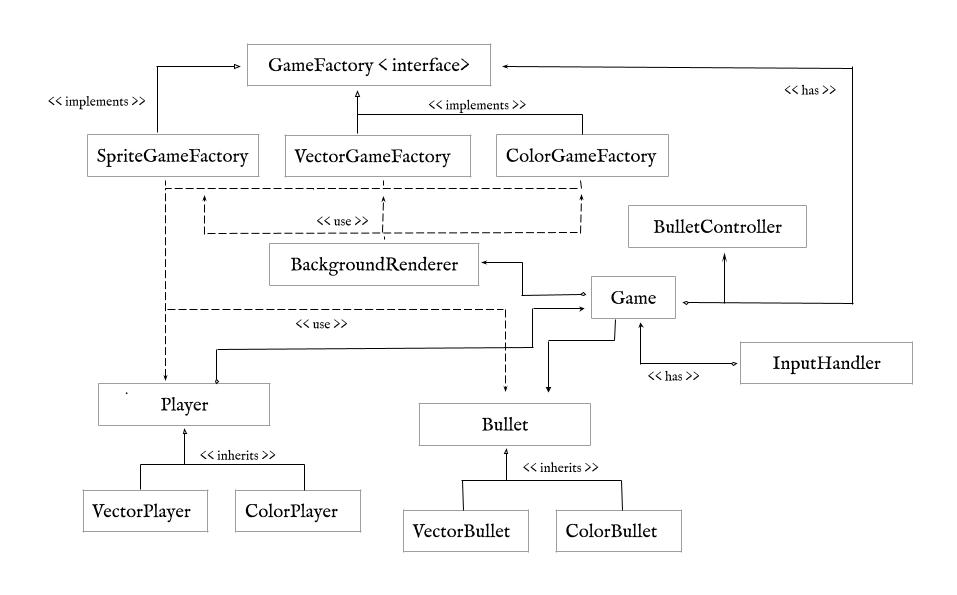 GameFactory < interface>
<< has >>
<< implements >>
<< implements >>
SpriteGameFactory
VectorGameFactory
ColorGameFactory
<< use >>
BulletController
BackgroundRenderer
Game
<< use >>
InputHandler
<< has >>
Player
Bullet
<< inherits >>
<< inherits >>
VectorPlayer
ColorPlayer
VectorBullet
ColorBullet